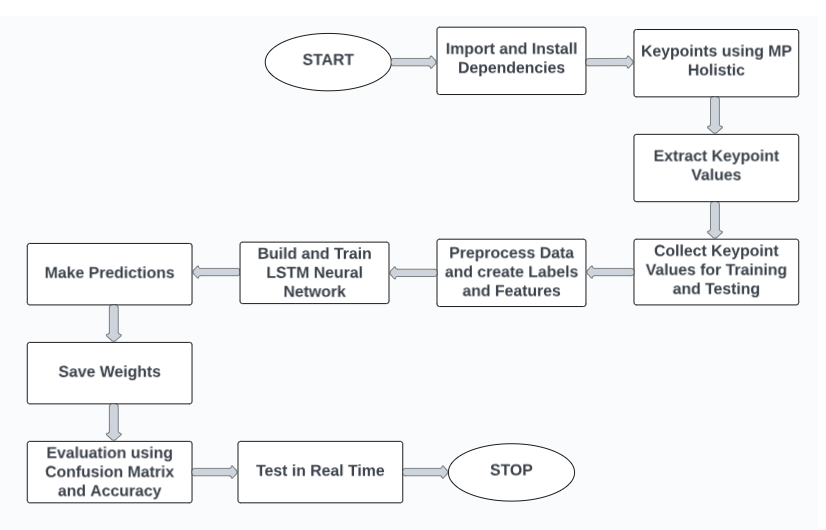 START
Import and Install
Dependencies
Keypoints using MP
Holistic
Extract Keypoint
Values
Collect Keypoint
Values for Training
and Testing
Preprocess Data
and create Labels
and Features
Build and Train
LSTM Neural
Network
Make Predictions
Save Weights
Evaluation using
Confusion Matrix
and Accuracy
Test in Real Time
STOP